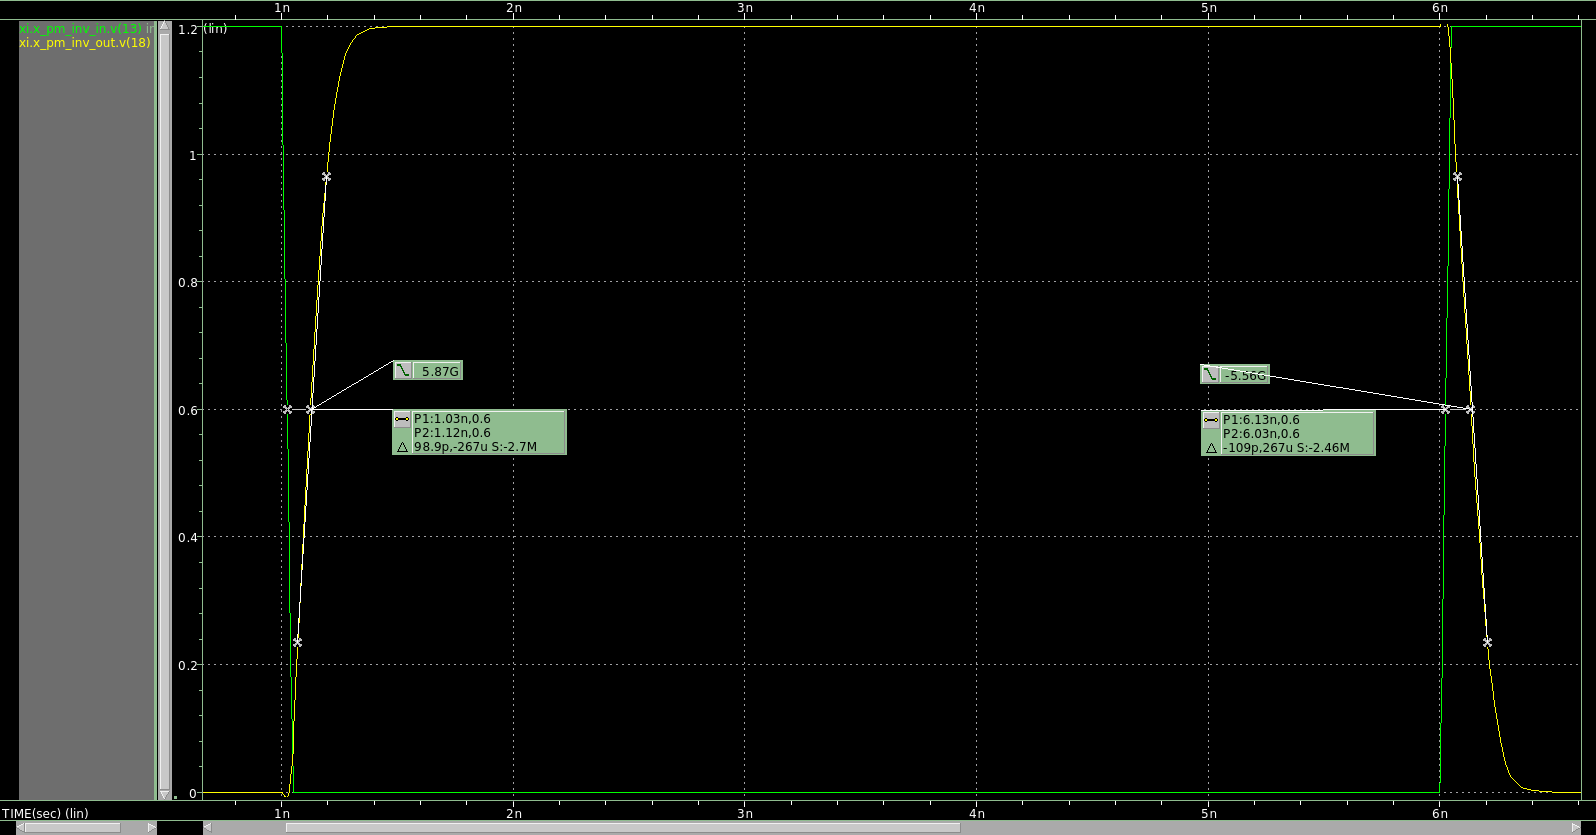 1n 2n 3n 4n 5n 6n
xi.x_pm_inv_in.v(13) in
xi.x_pm_inv_out.v(18)
1.2 (lin)
1
0.8
5.87G
-5.56G
0.6
P1:1.03n,0.6
P2:1.12n,0.6
98.9p,-267u S:-2.7M
P1:6.13n,0.6
P2:6.03n,0.6
-109p,267u S:-2.46M
0.4
0.2
0
TIME(sec) (lin) 1n 2n 3n 4n 5n 6n